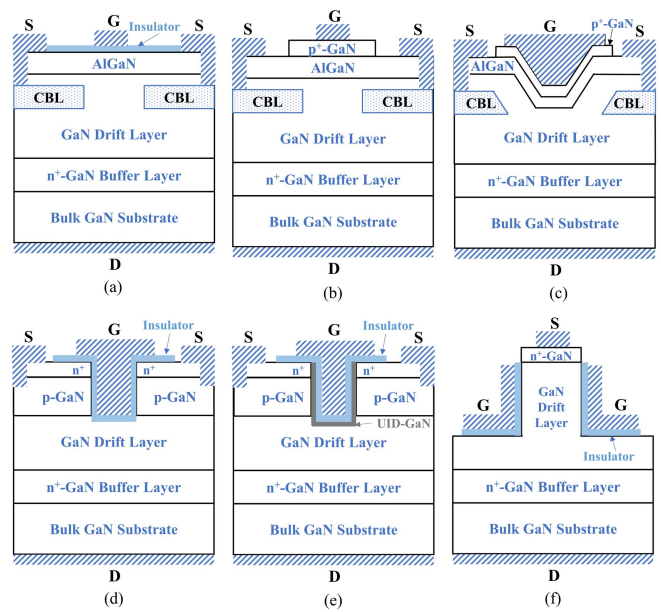 S G S Insulator
AlGaN
CBL CBL
GaN Drift Layer
n⁺-GaN Buffer Layer
Bulk GaN Substrate
D
(a)
S G S
p⁺-GaN
AlGaN
CBL CBL
GaN Drift Layer
n⁺-GaN Buffer Layer
Bulk GaN Substrate
D
(b)
S G S p⁺-GaN
AlGaN
CBL CBL
GaN Drift Layer
n⁺-GaN Buffer Layer
Bulk GaN Substrate
D
(c)
S G S Insulator
n⁺ n⁺
p-GaN p-GaN
GaN Drift Layer
n⁺-GaN Buffer Layer
Bulk GaN Substrate
D
(d)
S G S Insulator
n⁺ n⁺
p-GaN p-GaN
UID-GaN
GaN Drift Layer
n⁺-GaN Buffer Layer
Bulk GaN Substrate
D
(e)
S
n⁺-GaN
GaN
Drift
Layer
G G
Insulator
n⁺-GaN Buffer Layer
Bulk GaN Substrate
D
(f)